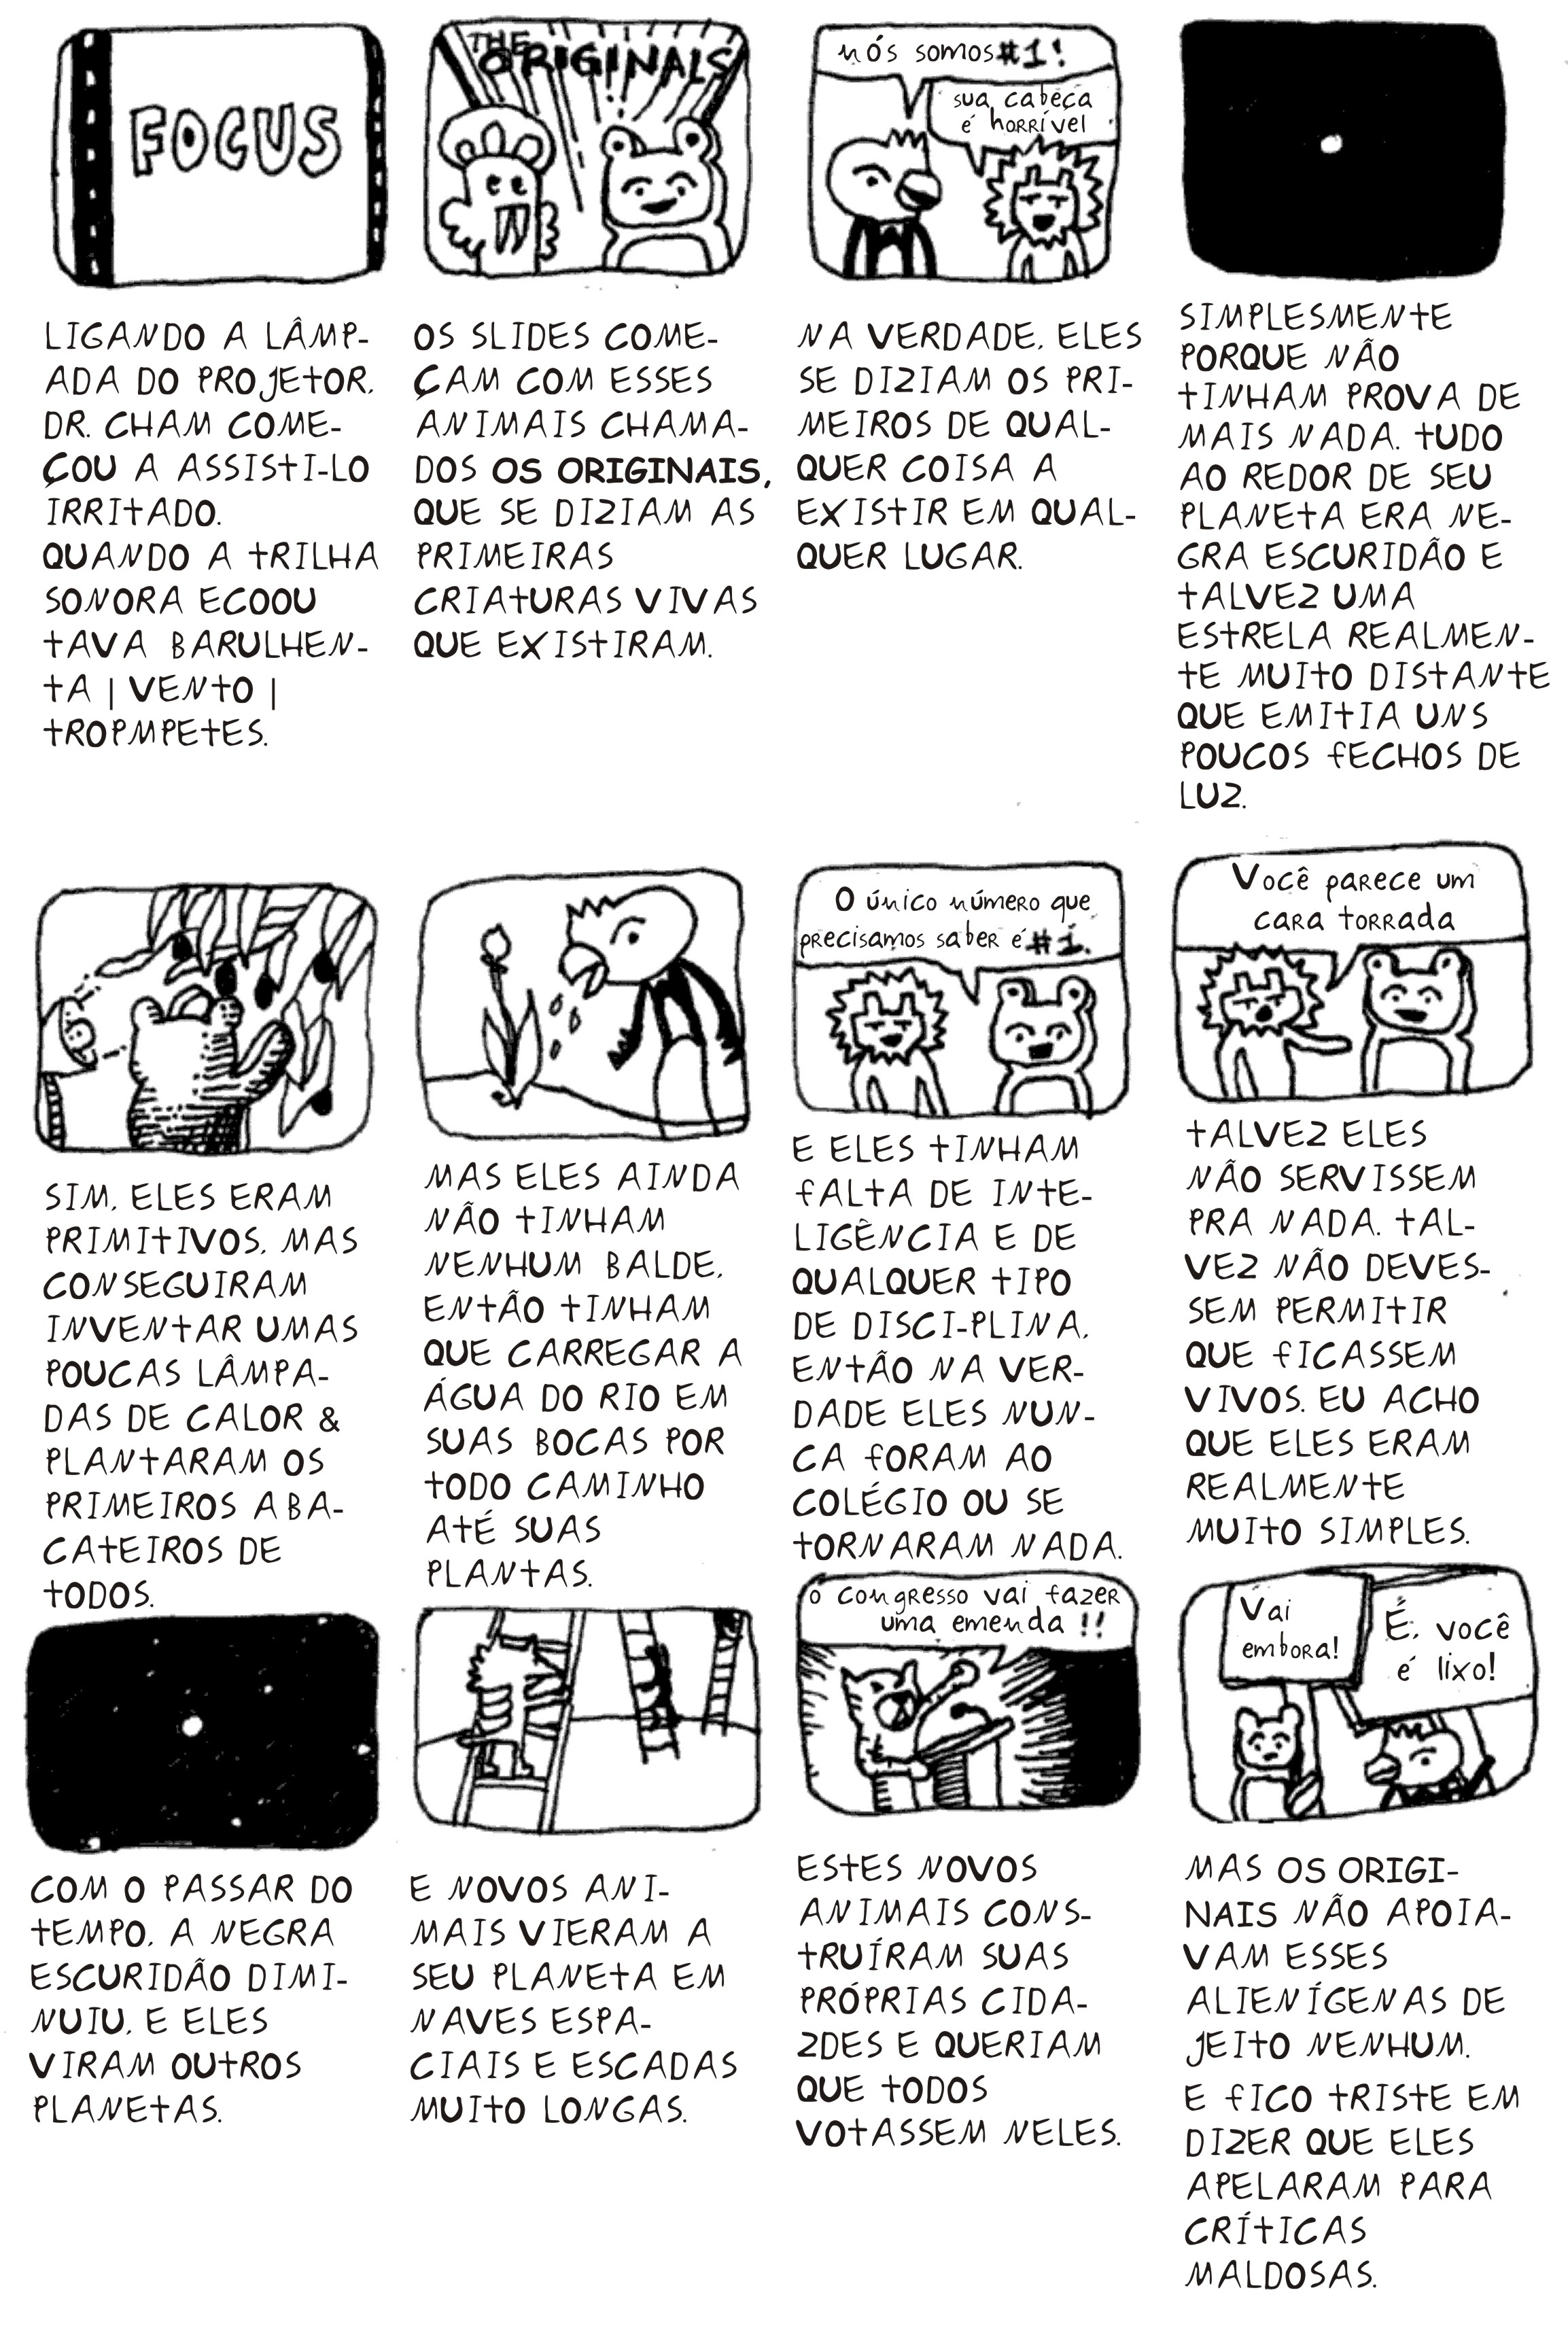 FOCUS
LIGANDO A LÂMP-
ADA DO PROJETOR,
DR. CHAM COME-
ÇOU A ASSISTI-LO
IRRITADO.
QUANDO A TRILHA
SONORA ECOOU
TAVA BARULHEN-
TA | VENTO |
TROPMPETES.
THE
ORIGINALS
OS SLIDES COME-
ÇAM COM ESSES
ANIMAIS CHAMA-
DOS OS ORIGINAIS,
QUE SE DIZIAM AS
PRIMEIRAS
CRIATURAS VIVAS
QUE EXISTIRAM.
nós somos #1!
sua cabeça
é horrível
NA VERDADE, ELES
SE DIZIAM OS PRI-
MEIROS DE QUAL-
QUER COISA A
EXISTIR EM QUAL-
QUER LUGAR.
SIMPLESMENTE
PORQUE NÃO
TINHAM PROVA DE
MAIS NADA. TUDO
AO REDOR DE SEU
PLANETA ERA NE-
GRA ESCURIDÃO E
TALVEZ UMA
ESTRELA REALMEN-
TE MUITO DISTANTE
QUE EMITIA UNS
POUCOS FECHOS DE
LUZ.
SIM, ELES ERAM
PRIMITIVOS, MAS
CONSEGUIRAM
INVENTAR UMAS
POUCAS LÂMPA-
DAS DE CALOR &
PLANTARAM OS
PRIMEIROS ABA-
CATEIROS DE
TODOS.
MAS ELES AINDA
NÃO TINHAM
NENHUM BALDE,
ENTÃO TINHAM
QUE CARREGAR A
ÁGUA DO RIO EM
SUAS BOCAS POR
TODO CAMINHO
ATÉ SUAS
PLANTAS.
O único número que
precisamos saber é #1.
E ELES TINHAM
FALTA DE INTE-
LIGÊNCIA E DE
QUALQUER TIPO
DE DISCI-PLINA,
ENTÃO NA VER-
DADE ELES NUN-
CA FORAM AO
COLÉGIO OU SE
TORNARAM NADA.
Você parece um
cara torrada
TALVEZ ELES
NÃO SERVISSEM
PRA NADA. TAL-
VEZ NÃO DEVES-
SEM PERMITIR
QUE FICASSEM
VIVOS. EU ACHO
QUE ELES ERAM
REALMENTE
MUITO SIMPLES.
COM O PASSAR DO
TEMPO, A NEGRA
ESCURIDÃO DIMI-
NUIU, E ELES
VIRAM OUTROS
PLANETAS.
E NOVOS ANI-
MAIS VIERAM A
SEU PLANETA EM
NAVES ESPA-
CIAIS E ESCADAS
MUITO LONGAS.
o congresso vai fazer
uma emenda !!
ESTES NOVOS
ANIMAIS CONS-
TRUÍRAM SUAS
PRÓPRIAS CIDA-
ZDES E QUERIAM
QUE TODOS
VOTASSEM NELES.
Vai
embora!
É, você
é lixo!
MAS OS ORIGI-
NAIS NÃO APOIA-
VAM ESSES
ALIENÍGENAS DE
JEITO NENHUM.
E FICO TRISTE EM
DIZER QUE ELES
APELARAM PARA
CRÍTICAS
MALDOSAS.